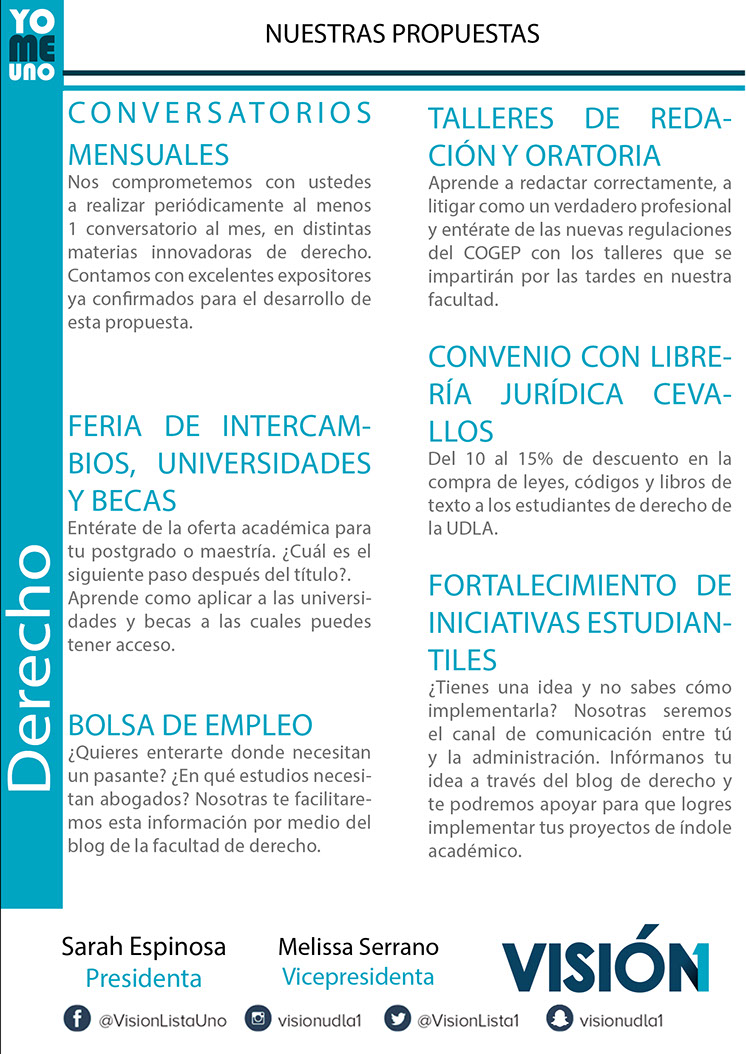 YO
ME
UNO
NUESTRAS PROPUESTAS
Derecho
CONVERSATORIOS
MENSUALES
Nos comprometemos con ustedes
a realizar periódicamente al menos
1 conversatorio al mes, en distintas
materias innovadoras de derecho.
Contamos con excelentes expositores
ya confirmados para el desarrollo de
esta propuesta.
FERIA DE INTERCAM-
BIOS, UNIVERSIDADES
Y BECAS
Entérate de la oferta académica para
tu postgrado o maestría. ¿Cuál es el
siguiente paso después del título?.
Aprende como aplicar a las universi-
dades y becas a las cuales puedes
tener acceso.
BOLSA DE EMPLEO
¿Quieres enterarte donde necesitan
un pasante? ¿En qué estudios necesi-
tan abogados? Nosotras te facilitare-
mos esta información por medio del
blog de la facultad de derecho.
TALLERES DE REDA-
CIÓN Y ORATORIA
Aprende a redactar correctamente, a
litigar como un verdadero profesional
y entérate de las nuevas regulaciones
del COGEP con los talleres que se
impartirán por las tardes en nuestra
facultad.
CONVENIO CON LIBRE-
RÍA JURÍDICA CEVA-
LLOS
Del 10 al 15% de descuento en la
compra de leyes, códigos y libros de
texto a los estudiantes de derecho de
la UDLA.
FORTALECIMIENTO DE
INICIATIVAS ESTUDIAN-
TILES
¿Tienes una idea y no sabes cómo
implementarla? Nosotras seremos
el canal de comunicación entre tú
y la administración. Infórmanos tu
idea a través del blog de derecho y
te podremos apoyar para que logres
implementar tus proyectos de índole
académico.
Sarah Espinosa
Presidenta
Melissa Serrano
Vicepresidenta
VISIÓN1
@VisionListaUno
visionudla1
@VisionLista1
visionudla1